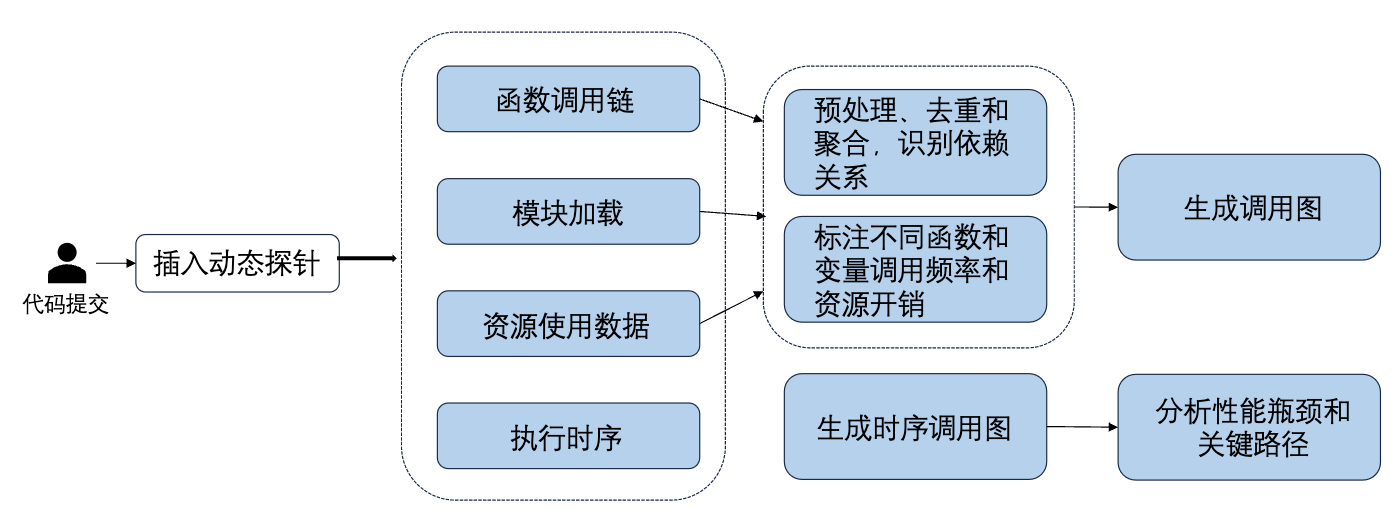 代码提交
插入动态探针
函数调用链
模块加载
资源使用数据
执行时序
预处理、去重和
聚合，识别依赖
关系
标注不同函数和
变量调用频率和
资源开销
生成时序调用图
生成调用图
分析性能瓶颈和
关键路径